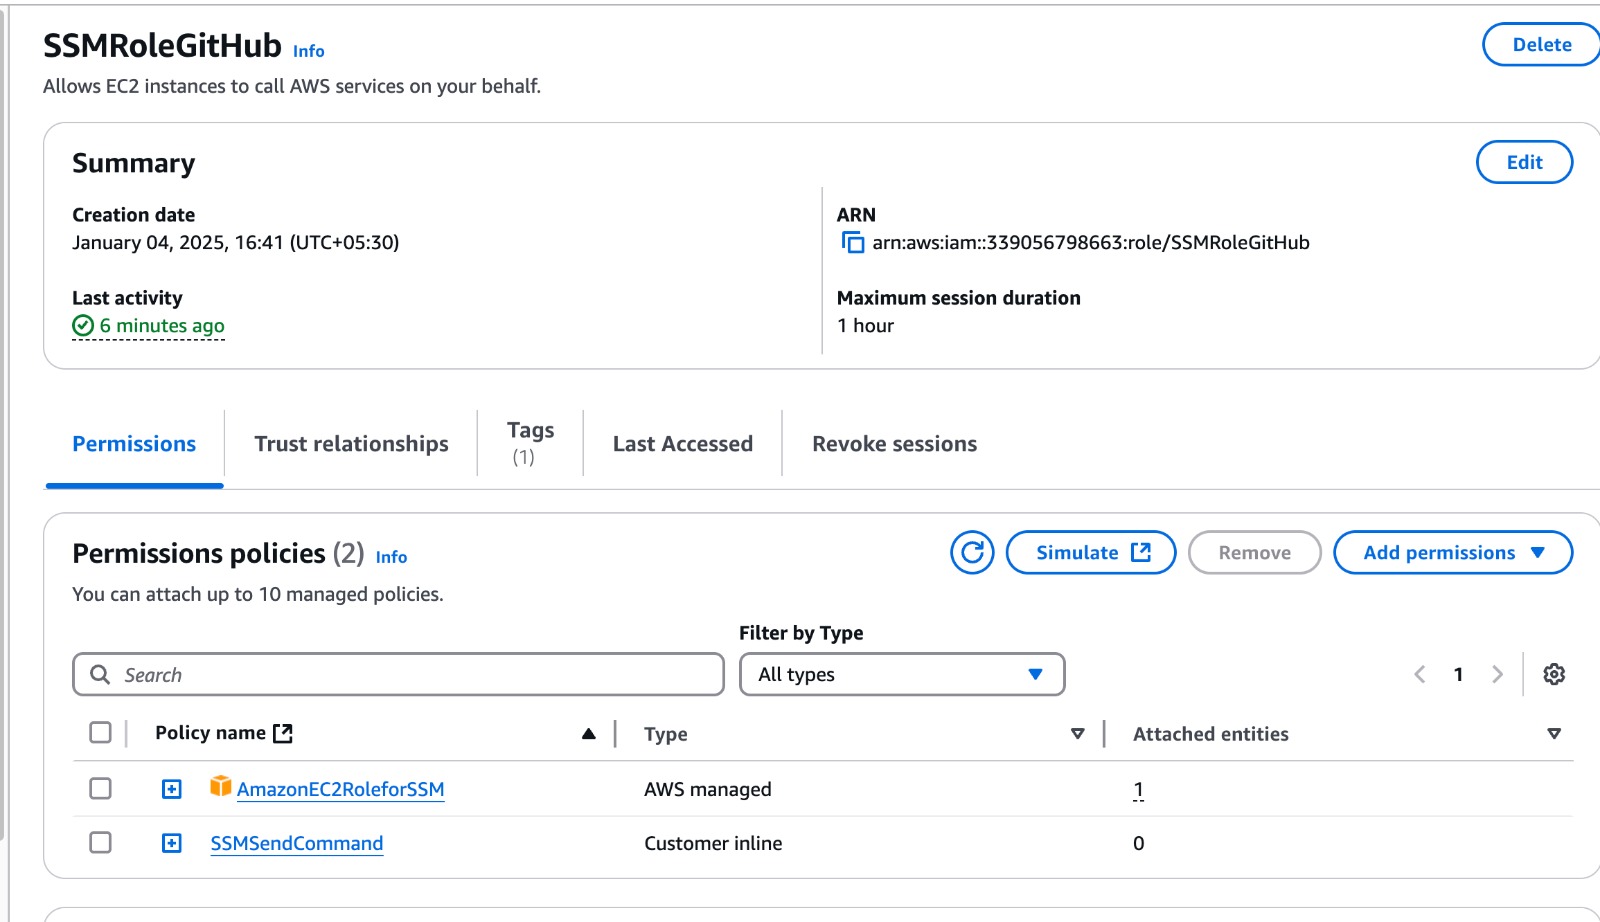 SSMRoleGitHub Info
Delete
Allows EC2 instances to call AWS services on your behalf.
Summary
Edit
Creation date
January 04, 2025, 16:41 (UTC+05:30)
ARN
arn:aws:iam::339056798663:role/SSMRoleGitHub
Last activity
6 minutes ago
Maximum session duration
1 hour
Permissions
Trust relationships
Tags
(1)
Last Accessed
Revoke sessions
Permissions policies (2) Info
Simulate
Remove
Add permissions
You can attach up to 10 managed policies.
Filter by Type
Search
All types
1
Policy name
Type
Attached entities
AmazonEC2RoleforSSM
AWS managed
1
SSMSendCommand
Customer inline
0